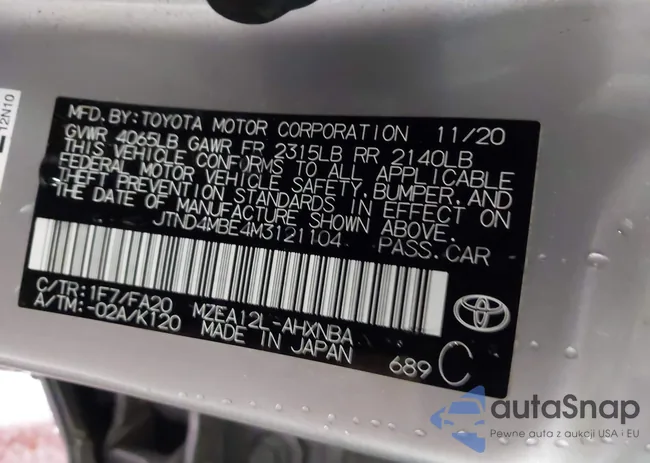 12N10
MFD. BY: TOYOTA MOTOR CORPORATION 11/20
GVWR 4065LB GAWR FR 2315LB RR 2140LB
THIS VEHICLE CONFORMS TO ALL APPLICABLE
FEDERAL MOTOR VEHICLE SAFETY, BUMPER, AND
THEFT PREVENTION STANDARDS IN EFFECT ON
THE DATE OF MANUFACTURE SHOWN ABOVE.
JTND4MBE4M3121104 PASS. CAR
C/TR: 1F7/FA20 MZEA12L-AHXNBA
A/TM: -02A/K120 MADE IN JAPAN
689 C
autaSnap
Pewne auta z aukcji USA i EU